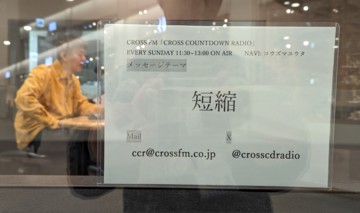 CROSS FM「CROSS COUNTDOWN RADIO」
EVERY SUNDAY 11:30-13:00 ON AIR NAVI:コウズマユウタ
メッセージテーマ
短縮
Mail X
ccr@crossfm.co.jp @crosscdradio